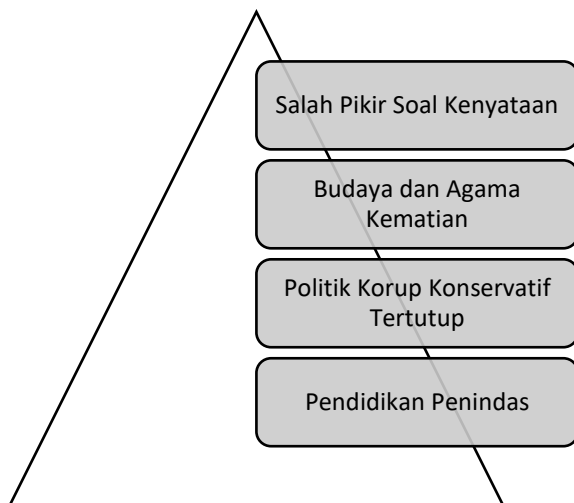 Salah Pikir Soal Kenyataan
Budaya dan Agama
Kematian
Politik Korup Konservatif
Tertutup
Pendidikan Penindas